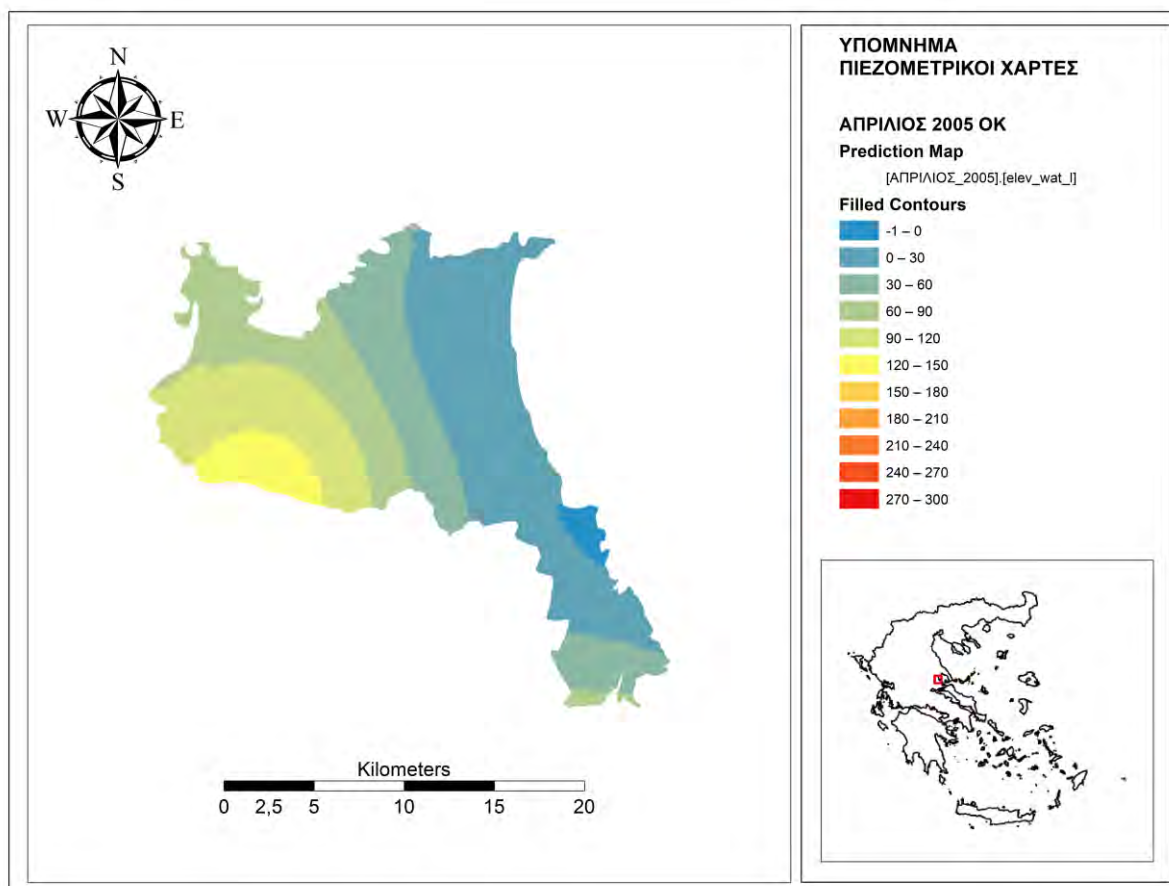 N
W
E
S
Kilometers
0 2,5 5 10 15 20
ΥΠΟΜΝΗΜΑ
ΠΙΕΖΟΜΕΤΡΙΚΟΙ ΧΑΡΤΕΣ
ΑΠΡΙΛΙΟΣ 2005 ΟΚ
Prediction Map
[ΑΠΡΙΛΙΟΣ_2005].[elev_wat_l]
Filled Contours
-1 – 0
0 – 30
30 – 60
60 – 90
90 – 120
120 – 150
150 – 180
180 – 210
210 – 240
240 – 270
270 – 300